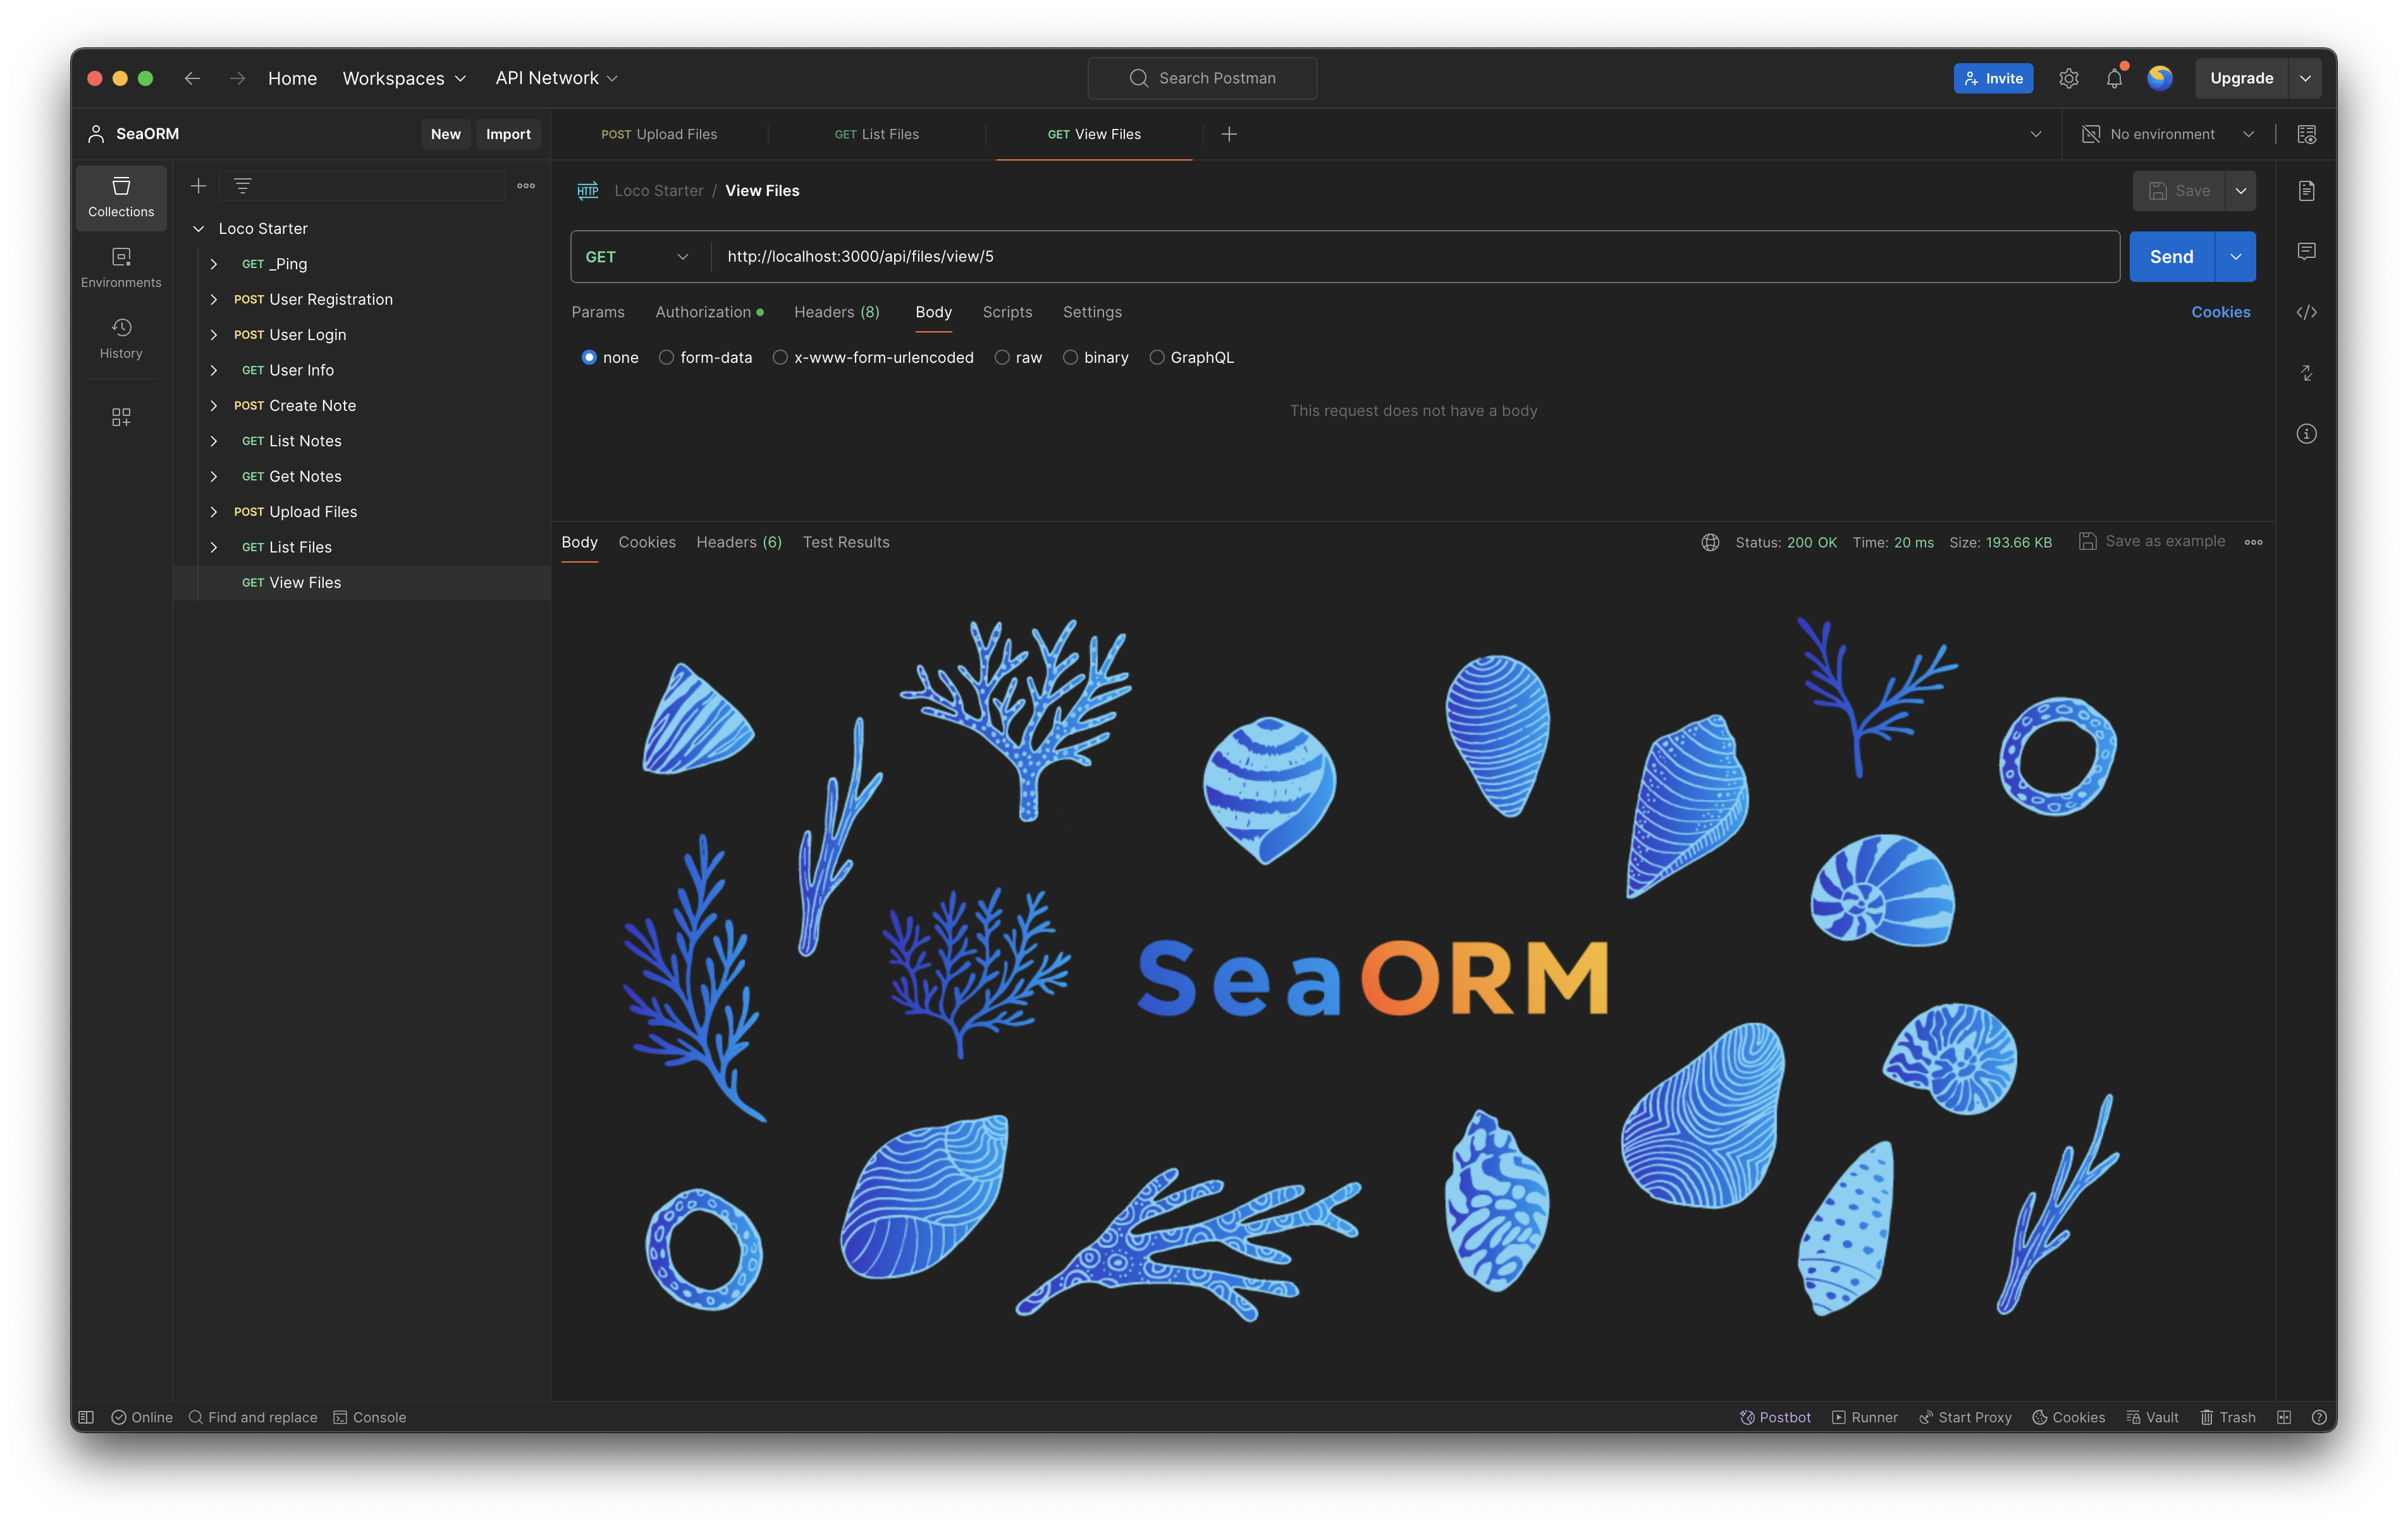 Home Workspaces API Network Search Postman Invite Upgrade
SeaORM New Import POST Upload Files GET List Files GET View Files No environment
Collections
Environments
History
Loco Starter
GET _Ping
POST User Registration
POST User Login
GET User Info
POST Create Note
GET List Notes
GET Get Notes
POST Upload Files
GET List Files
GET View Files
HTTP Loco Starter / View Files Save
GET http://localhost:3000/api/files/view/5 Send
Params Authorization Headers (8) Body Scripts Settings Cookies
none form-data x-www-form-urlencoded raw binary GraphQL
This request does not have a body
Body Cookies Headers (6) Test Results Status: 200 OK Time: 20 ms Size: 193.66 KB Save as example
SeaORM
Online Find and replace Console Postbot Runner Start Proxy Cookies Vault Trash